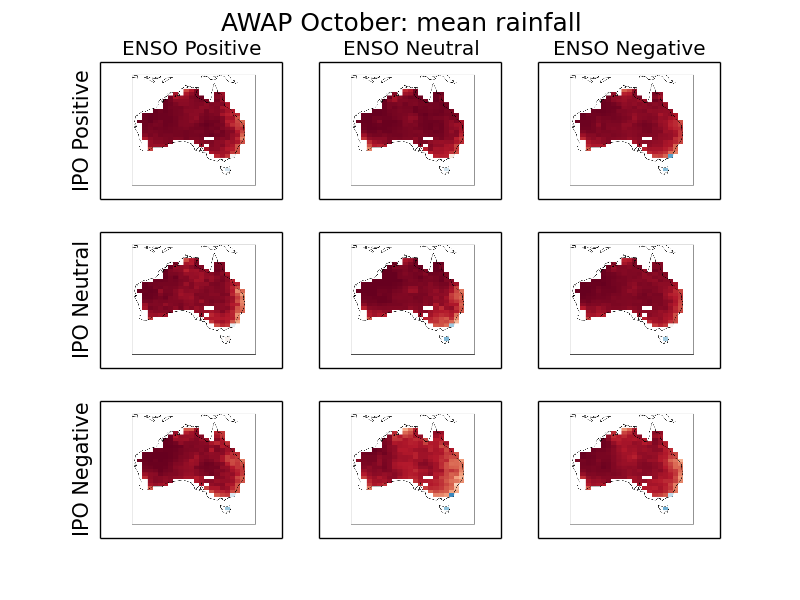 AWAP October: mean rainfall
ENSO Positive ENSO Neutral ENSO Negative
IPO Positive
IPO Neutral
IPO Negative